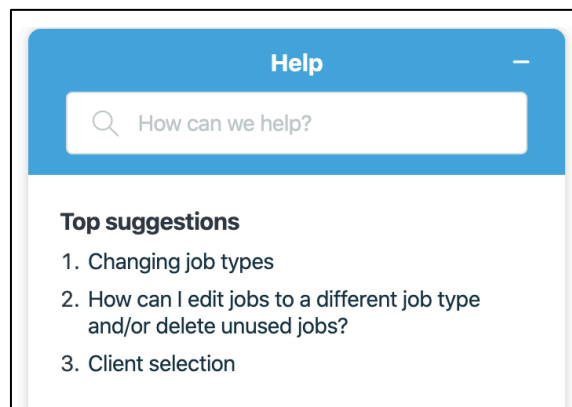 Help
How can we help?
Top suggestions
1. Changing job types
2. How can I edit jobs to a different job type
and/or delete unused jobs?
3. Client selection